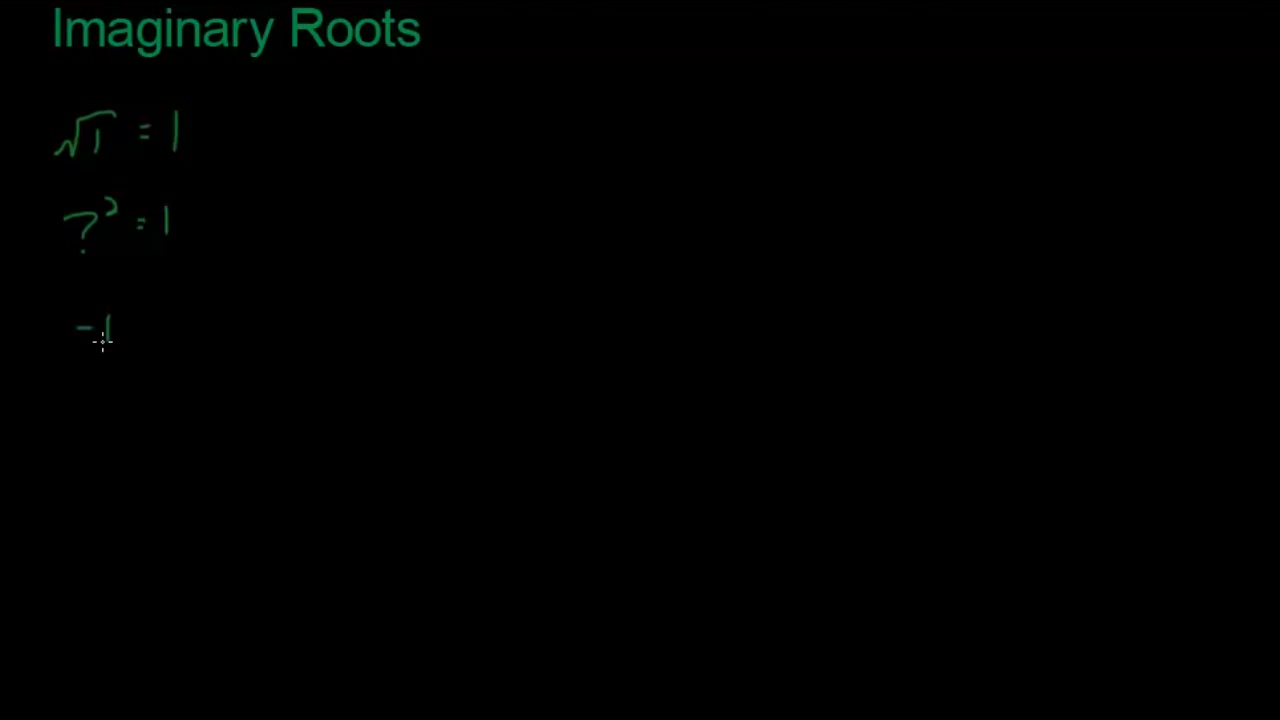 Imaginary Roots
√1 = 1
?² = 1
-1